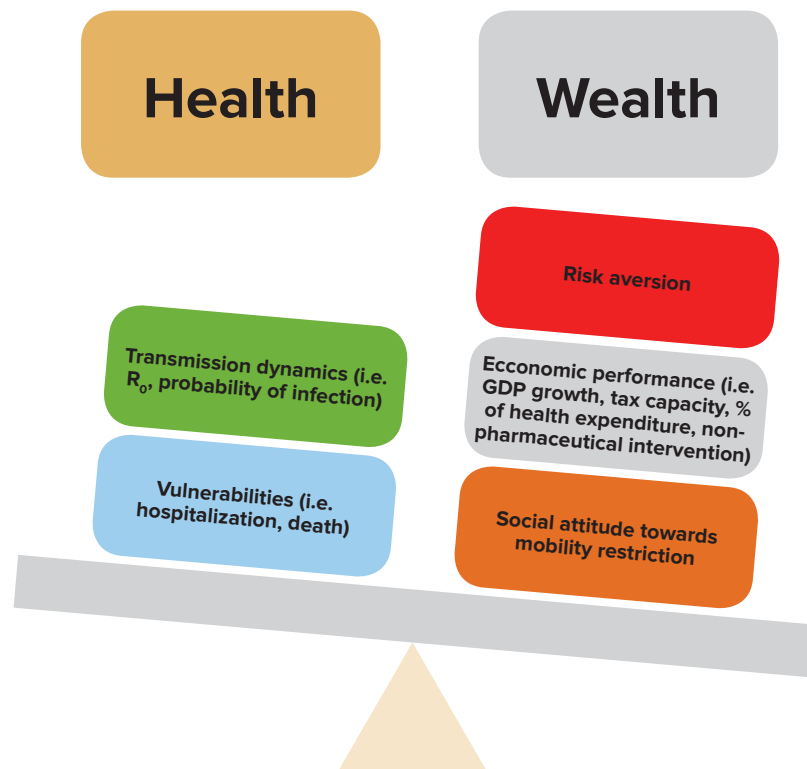 Health
Wealth
Risk aversion
Transmission dynamics (i.e.
R₀, probability of infection)
Ecconomic performance (i.e.
GDP growth, tax capacity, %
of health expenditure, non-
pharmaceutical intervention)
Vulnerabilities (i.e.
hospitalization, death)
Social attitude towards
mobility restriction